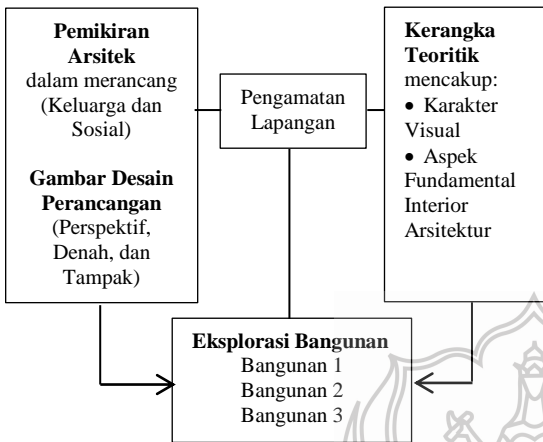 Pemikiran
Arsitek
dalam merancang
(Keluarga dan
Sosial)
Gambar Desain
Perancangan
(Perspektif,
Denah, dan
Tampak)
Pengamatan
Lapangan
Kerangka
Teoritik
mencakup:
• Karakter
Visual
• Aspek
Fundamental
Interior
Arsitektur
Eksplorasi Bangunan
Bangunan 1
Bangunan 2
Bangunan 3